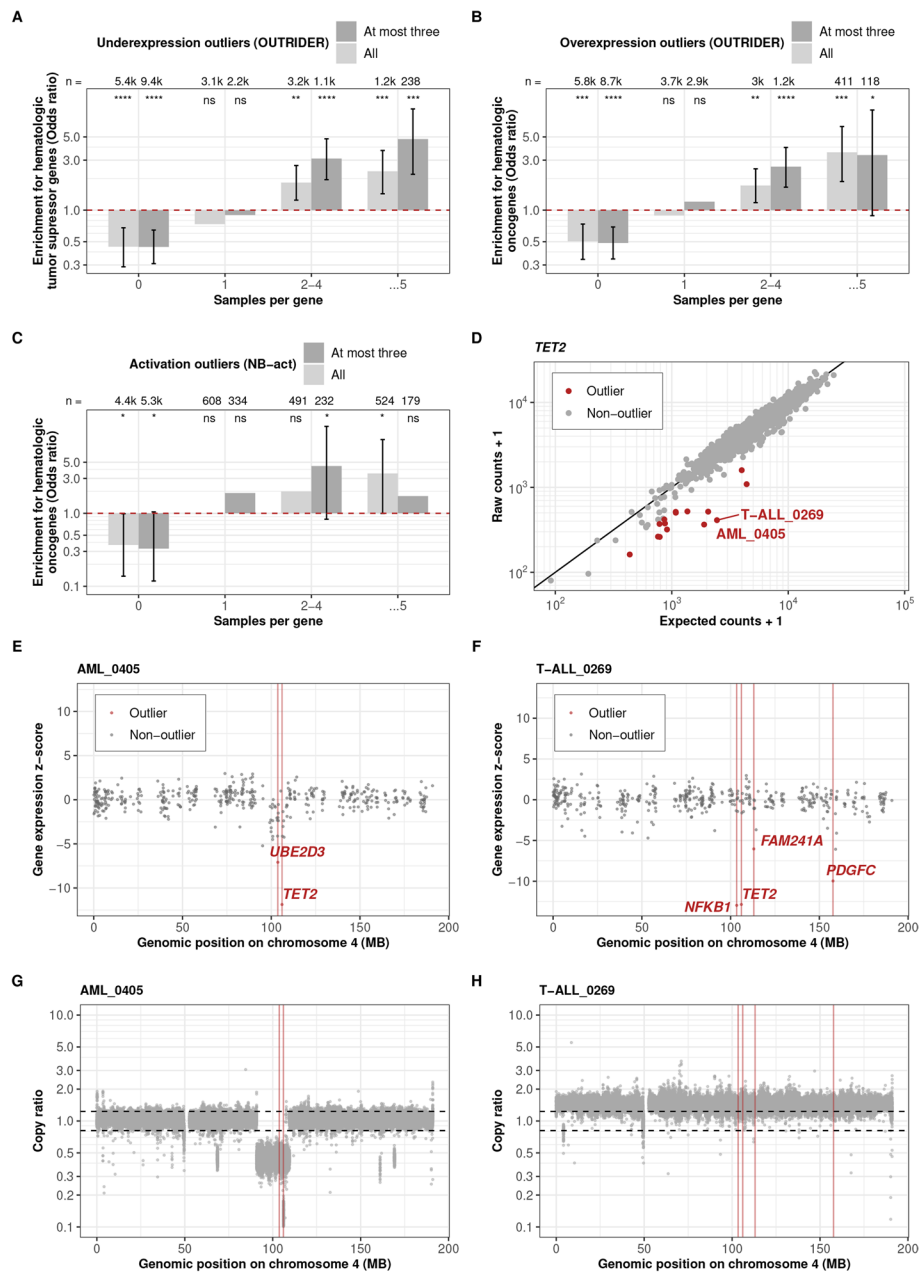 A
Underexpression outliers (OUTRIDER)
At most three
All
n =
5.4k 9.4k 3.1k 2.2k 3.2k 1.1k 1.2k 238
**** **** ns ns ** **** *** ***
Enrichment for hematologic
tumor supressor genes (Odds ratio)
5.0
3.0
1.0
0.5
0.3
0 1 2−4 ...5
Samples per gene
B
Overexpression outliers (OUTRIDER)
At most three
All
n =
5.8k 8.7k 3.7k 2.9k 3k 1.2k 411 118
*** **** ns ns ** **** *** *
Enrichment for hematologic
oncogenes (Odds ratio)
5.0
3.0
1.0
0.5
0.3
0 1 2−4 ...5
Samples per gene
C
Activation outliers (NB−act)
At most three
All
n =
4.4k 5.3k 608 334 491 232 524 179
* * ns ns ns * * ns
Enrichment for hematologic
oncogenes (Odds ratio)
5.0
3.0
1.0
0.5
0.3
0.1
0 1 2−4 ...5
Samples per gene
D
TET2
Outlier
Non−outlier
T−ALL_0269
AML_0405
Raw counts + 1
10⁴
10³
10²
10² 10³ 10⁴ 10⁵
Expected counts + 1
E
AML_0405
Outlier
Non−outlier
UBE2D3
TET2
Gene expression z−score
10
5
0
−5
−10
0 50 100 150 200
Genomic position on chromosome 4 (MB)
F
T−ALL_0269
Outlier
Non−outlier
FAM241A
PDGFC
NFKB1
TET2
Gene expression z−score
10
5
0
−5
−10
0 50 100 150 200
Genomic position on chromosome 4 (MB)
G
AML_0405
Copy ratio
10.0
5.0
2.0
1.0
0.5
0.2
0.1
0 50 100 150 200
Genomic position on chromosome 4 (MB)
H
T−ALL_0269
Copy ratio
10.0
5.0
3.0
2.0
1.0
0.5
0.3
0.2
0.1
0 50 100 150 200
Genomic position on chromosome 4 (MB)